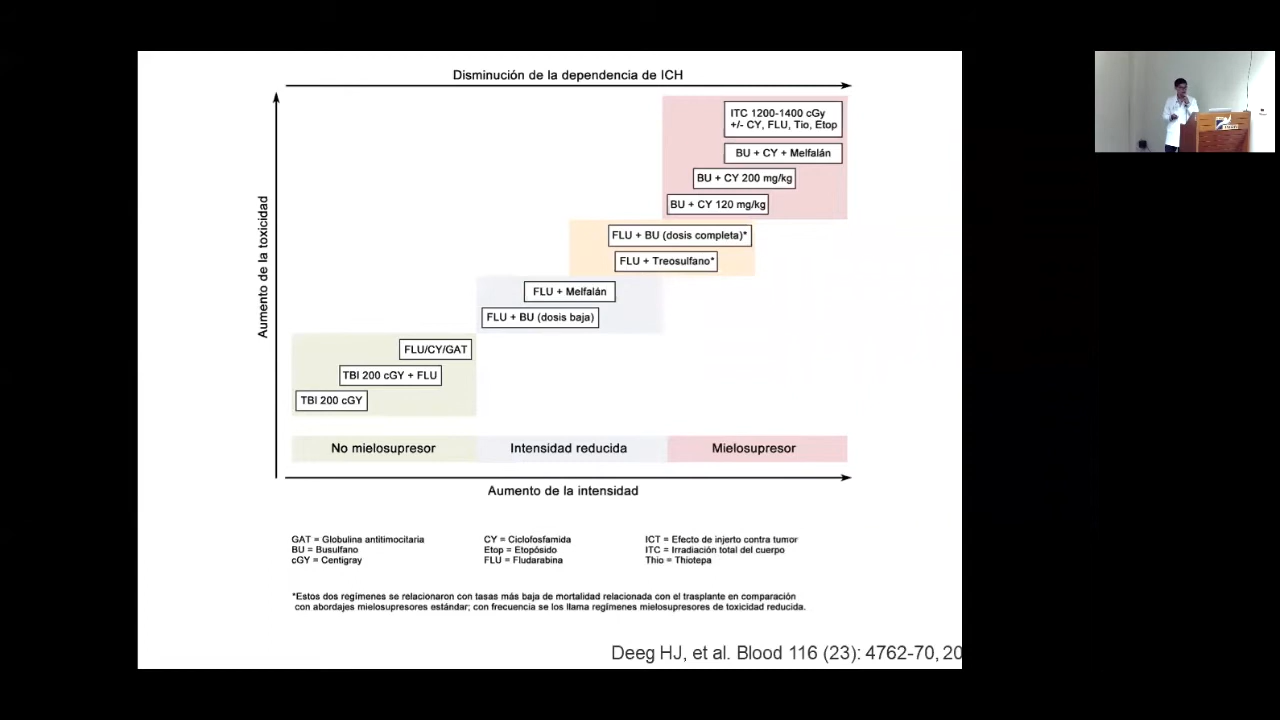 Disminución de la dependencia de ICH
Aumento de la toxicidad
ITC 1200-1400 cGy
+/- CY, FLU, Tio, Etop
BU + CY + Melfalán
BU + CY 200 mg/kg
BU + CY 120 mg/kg
FLU + BU (dosis completa)*
FLU + Treosulfano*
FLU + Melfalán
FLU + BU (dosis baja)
FLU/CY/GAT
TBI 200 cGY + FLU
TBI 200 cGY
No mielosupresor
Intensidad reducida
Mielosupresor
Aumento de la intensidad
GAT = Globulina antitimocitaria
BU = Busulfano
cGY = Centigray
CY = Ciclofosfamida
Etop = Etopósido
FLU = Fludarabina
ICT = Efecto de injerto contra tumor
ITC = Irradiación total del cuerpo
Thio = Thiotepa
*Estos dos regímenes se relacionaron con tasas más baja de mortalidad relacionada con el trasplante en comparación
con abordajes mielosupresores estándar; con frecuencia se los llama regímenes mielosupresores de toxicidad reducida.
Deeg HJ, et al. Blood 116 (23): 4762-70, 20